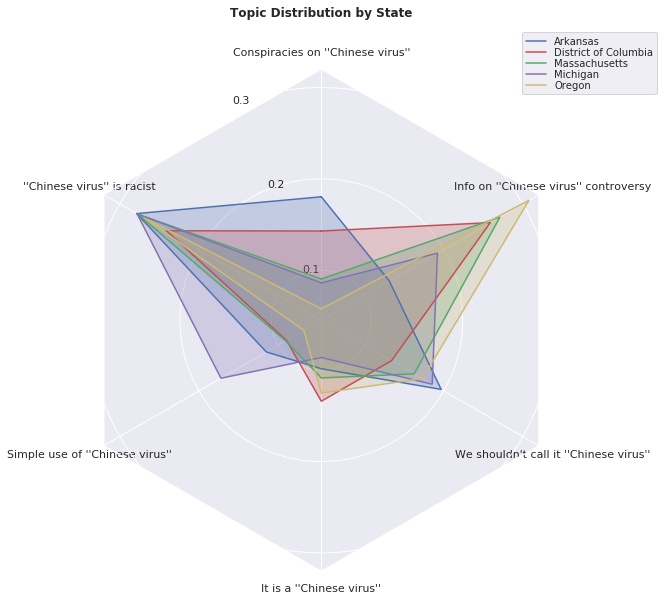 Topic Distribution by State
Conspiracies on "Chinese virus"
Arkansas
District of Columbia
Massachusetts
Michigan
Oregon
0.3
0.2
0.1
"Chinese virus" is racist
Info on "Chinese virus" controversy
Simple use of "Chinese virus"
We shouldn't call it "Chinese virus"
It is a "Chinese virus"